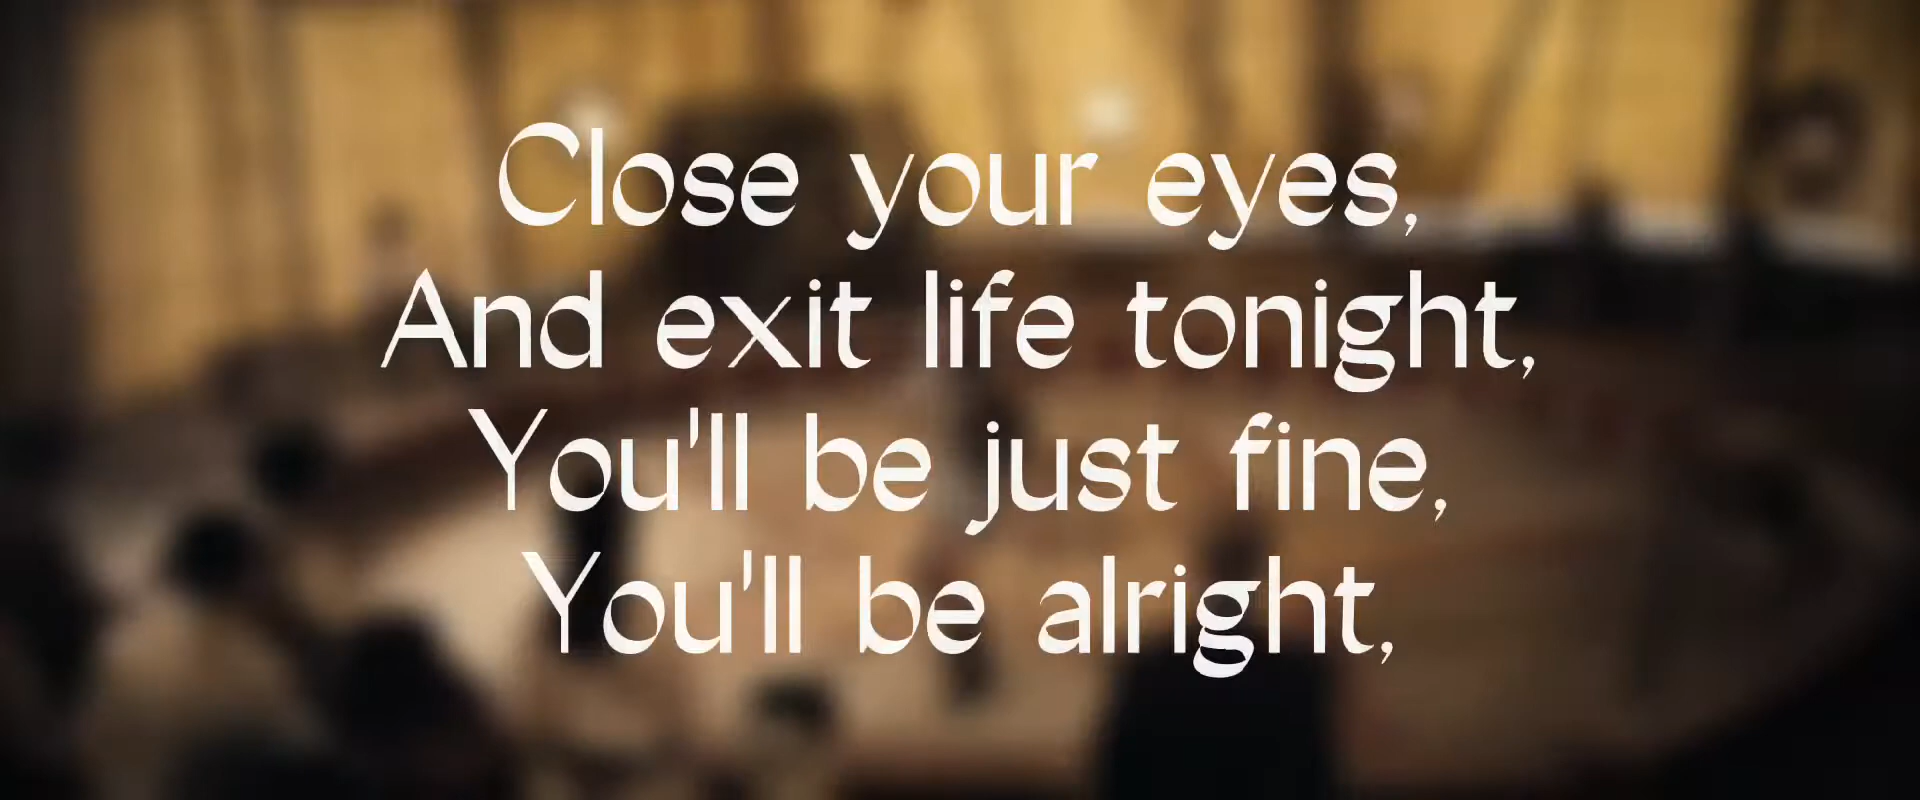 Close your eyes,
And exit life tonight,
You'll be just fine,
You'll be alright,